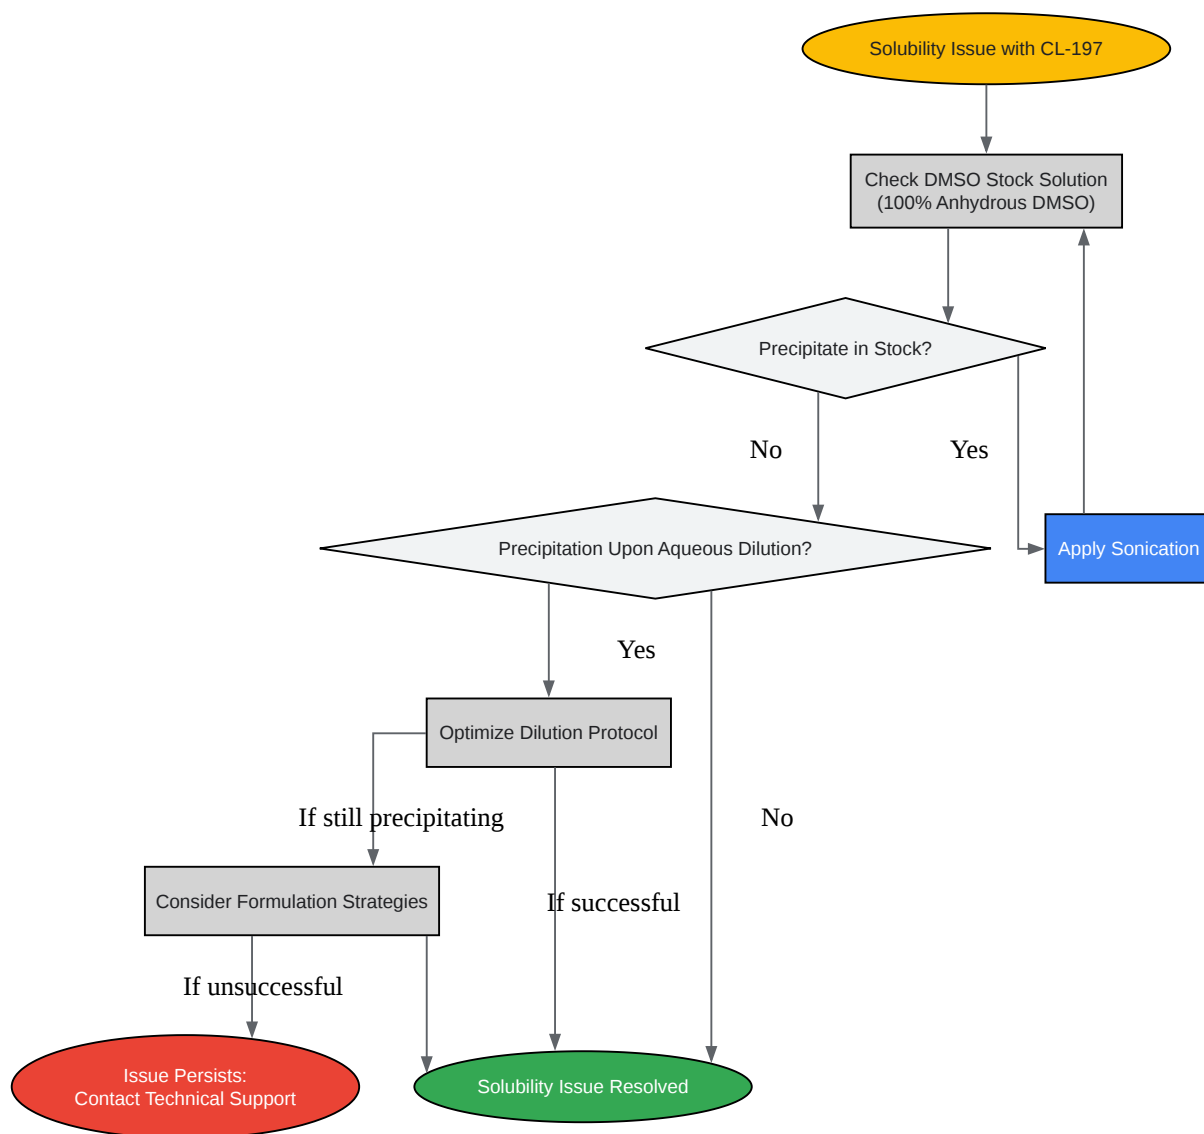 Solubility Issue with CL-197
Check DMSO Stock Solution
(100% Anhydrous DMSO)
Precipitate in Stock?
No
Yes
Precipitation Upon Aqueous Dilution?
Apply Sonication
Yes
Optimize Dilution Protocol
If still precipitating
No
Consider Formulation Strategies
If successful
If unsuccessful
Issue Persists:
Contact Technical Support
Solubility Issue Resolved